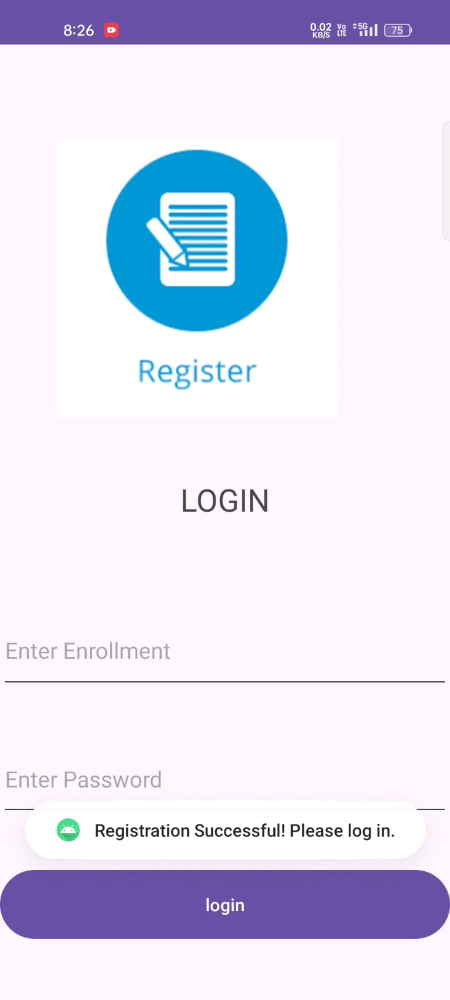 8:26 0.02 KB/S Vo LTE 5G 75
Register
LOGIN
Enter Enrollment
Enter Password
Registration Successful! Please log in.
login